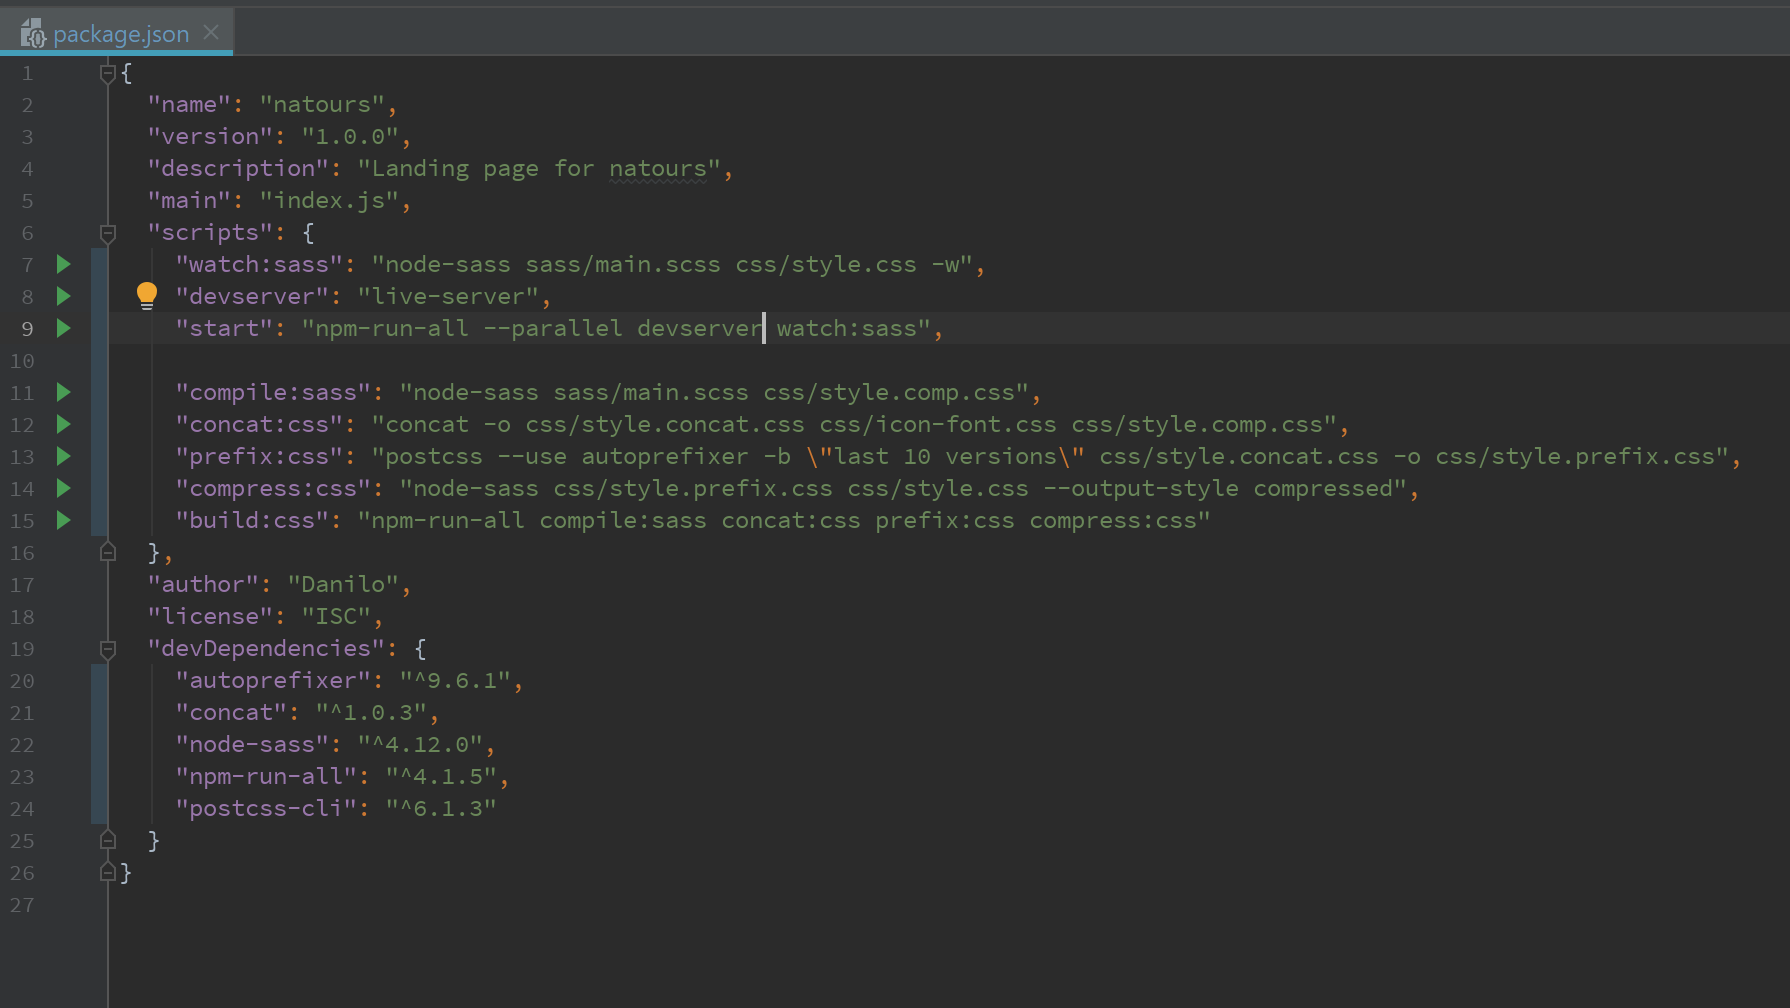 package.json
1 {
2 "name": "natours",
3 "version": "1.0.0",
4 "description": "Landing page for natours",
5 "main": "index.js",
6 "scripts": {
7 "watch:sass": "node-sass sass/main.scss css/style.css -w",
8 "devserver": "live-server",
9 "start": "npm-run-all --parallel devserver watch:sass",
10
11 "compile:sass": "node-sass sass/main.scss css/style.comp.css",
12 "concat:css": "concat -o css/style.concat.css css/icon-font.css css/style.comp.css",
13 "prefix:css": "postcss --use autoprefixer -b \"last 10 versions\" css/style.concat.css -o css/style.prefix.css",
14 "compress:css": "node-sass css/style.prefix.css css/style.css --output-style compressed",
15 "build:css": "npm-run-all compile:sass concat:css prefix:css compress:css"
16 },
17 "author": "Danilo",
18 "license": "ISC",
19 "devDependencies": {
20 "autoprefixer": "^9.6.1",
21 "concat": "^1.0.3",
22 "node-sass": "^4.12.0",
23 "npm-run-all": "^4.1.5",
24 "postcss-cli": "^6.1.3"
25 }
26 }
27